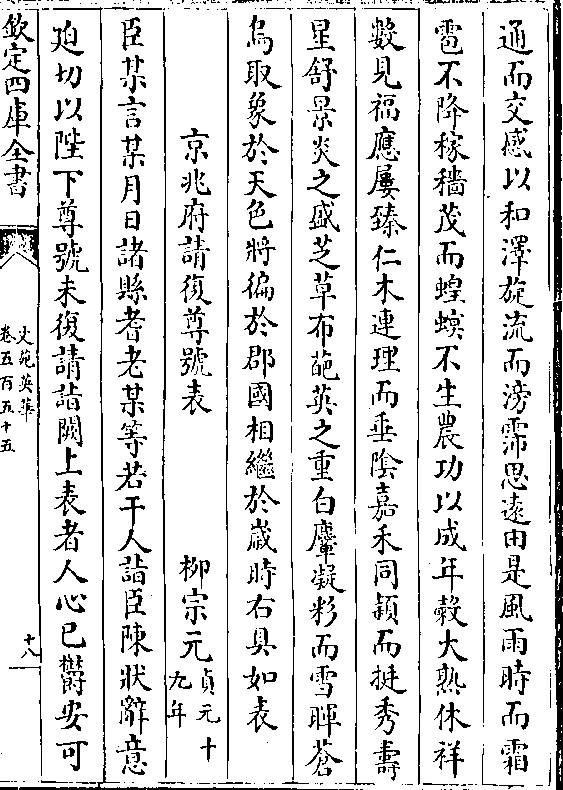 通而交感以和澤旋流而滂霈思遠由是風雨時而霜
雹不降稼穡茂而蝗螟不生農功以成年穀大熟休祥
數見福應屢臻仁木連理而垂陰嘉禾同穎而挺秀壽
星舒景炎之盛芝草布葩英之重白麞凝彩而雪暉蒼
烏取象於天色將徧於郡國相繼於嵗時右具如表
京兆府請復尊號表 柳宗元 貞元十九年
臣某言某月日諸縣耆老某等若干人詣臣陳狀辭意
迫切以陛下尊號未復請詣闕上表者人心已欝安可
欽定四庫全書
文苑英華
卷五百五十五
十八